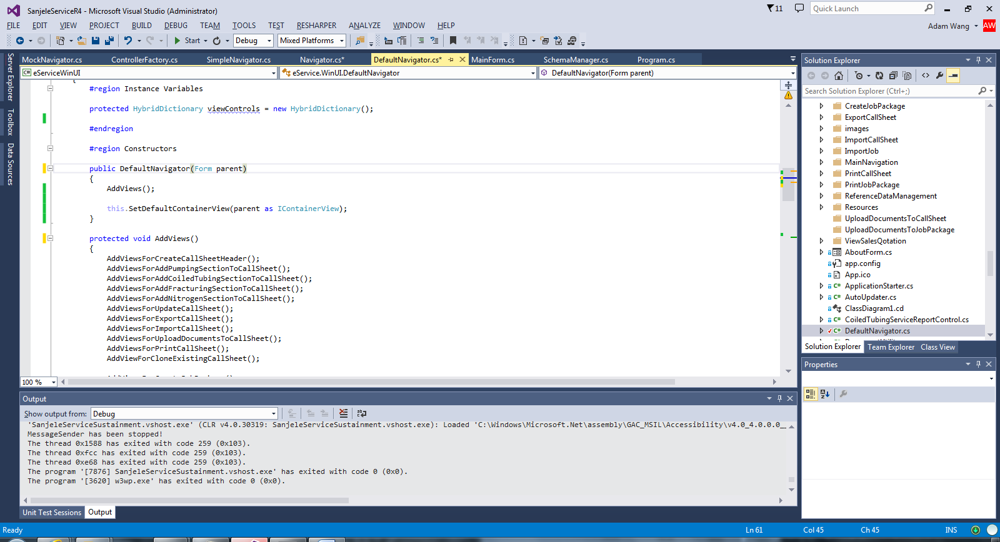 SanjeleServiceR4 - Microsoft Visual Studio (Administrator)
11
Quick Launch
FILE EDIT VIEW PROJECT BUILD DEBUG TEAM TOOLS TEST RESHARPER ANALYZE WINDOW HELP
Adam Wang AW
Start Debug Mixed Platforms
Server Explorer
Toolbox
Data Sources
MockNavigator.cs ControllerFactory.cs SimpleNavigator.cs Navigator.cs* DefaultNavigator.cs* MainForm.cs SchemaManager.cs Program.cs
eServiceWinUI eService.WinUI.DefaultNavigator DefaultNavigator(Form parent)
{
#region Instance Variables
protected HybridDictionary viewControls = new HybridDictionary();
#endregion
#region Constructors
public DefaultNavigator(Form parent)
{
AddViews();
this.SetDefaultContainerView(parent as IContainerView);
}
protected void AddViews()
{
AddViewsForCreateCallSheetHeader();
AddViewsForAddPumpingSectionToCallSheet();
AddViewsForAddCoiledTubingSectionToCallSheet();
AddViewsForAddFracturingSectionToCallSheet();
AddViewsForAddNitrogenSectionToCallSheet();
AddViewsForUpdateCallSheet();
AddViewsForExportCallSheet();
AddViewsForImportCallSheet();
AddViewsForUploadDocumentsToCallSheet();
AddViewsForPrintCallSheet();
AddViewForCloneExistingCallSheet();
100 %
Output
Show output from: Debug
'SanjeleServiceSustainment.vshost.exe' (CLR v4.0.30319: SanjeleServiceSustainment.vshost.exe): Loaded 'C:\Windows\Microsoft.Net\assembly\GAC_MSIL\Accessibility\v4.0_4.0.0.0_
MessageSender has been stopped!
The thread 0x1588 has exited with code 259 (0x103).
The thread 0xfcc has exited with code 259 (0x103).
The thread 0xe68 has exited with code 259 (0x103).
The program '[7876] SanjeleServiceSustainment.vshost.exe' has exited with code 0 (0x0).
The program '[3620] w3wp.exe' has exited with code 0 (0x0).
Unit Test Sessions Output
Solution Explorer
Search Solution Explorer (Ctrl+;)
CreateJobPackage
ExportCallSheet
images
ImportCallSheet
ImportJob
MainNavigation
PrintCallSheet
PrintJobPackage
ReferenceDataManagement
Resources
UploadDocumentsToCallSheet
UploadDocumentsToJobPackage
ViewSalesQotation
AboutForm.cs
app.config
App.ico
C# ApplicationStarter.cs
C# AutoUpdater.cs
ClassDiagram1.cd
C# CoiledTubingServiceReportControl.cs
C# DefaultNavigator.cs
Solution Explorer Team Explorer Class View
Properties
Ready Ln 61 Col 45 Ch 45 INS